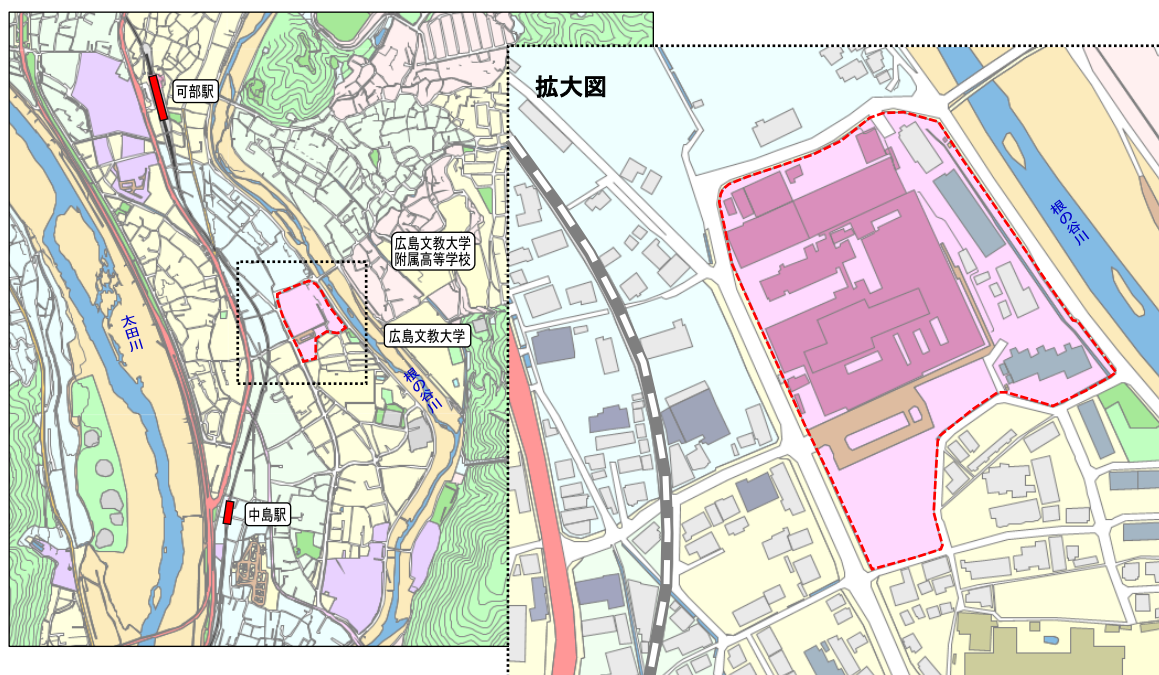 可部駅
拡大図
広島文教大学
附属高等学校
広島文教大学
太田川
根の谷川
中島駅
根の谷川